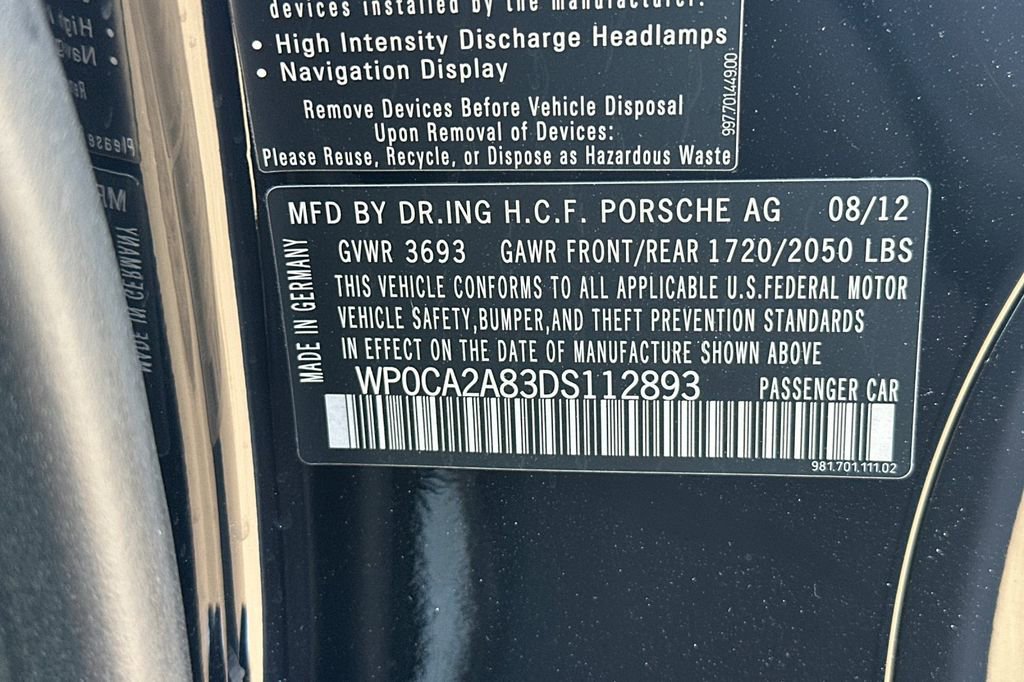 devices installed by the manufacturer.
• High Intensity Discharge Headlamps
• Navigation Display
Remove Devices Before Vehicle Disposal
Upon Removal of Devices:
Please Reuse, Recycle, or Dispose as Hazardous Waste
997.701.449.00
MFD BY DR.ING H.C.F. PORSCHE AG 08/12
GVWR 3693 GAWR FRONT/REAR 1720/2050 LBS
THIS VEHICLE CONFORMS TO ALL APPLICABLE U.S.FEDERAL MOTOR
VEHICLE SAFETY,BUMPER,AND THEFT PREVENTION STANDARDS
IN EFFECT ON THE DATE OF MANUFACTURE SHOWN ABOVE
MADE IN GERMANY
WP0CA2A83DS112893 PASSENGER CAR
981.701.111.02